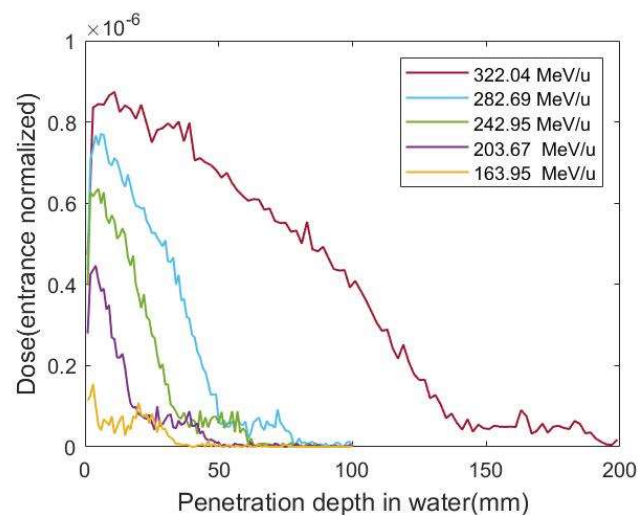 ×10-6
Dose(entrance normalized)
1
0.8
0.6
0.4
0.2
0
322.04 MeV/u
282.69 MeV/u
242.95 MeV/u
203.67  MeV/u
163.95  MeV/u
0 50 100 150 200
Penetration depth in water(mm)